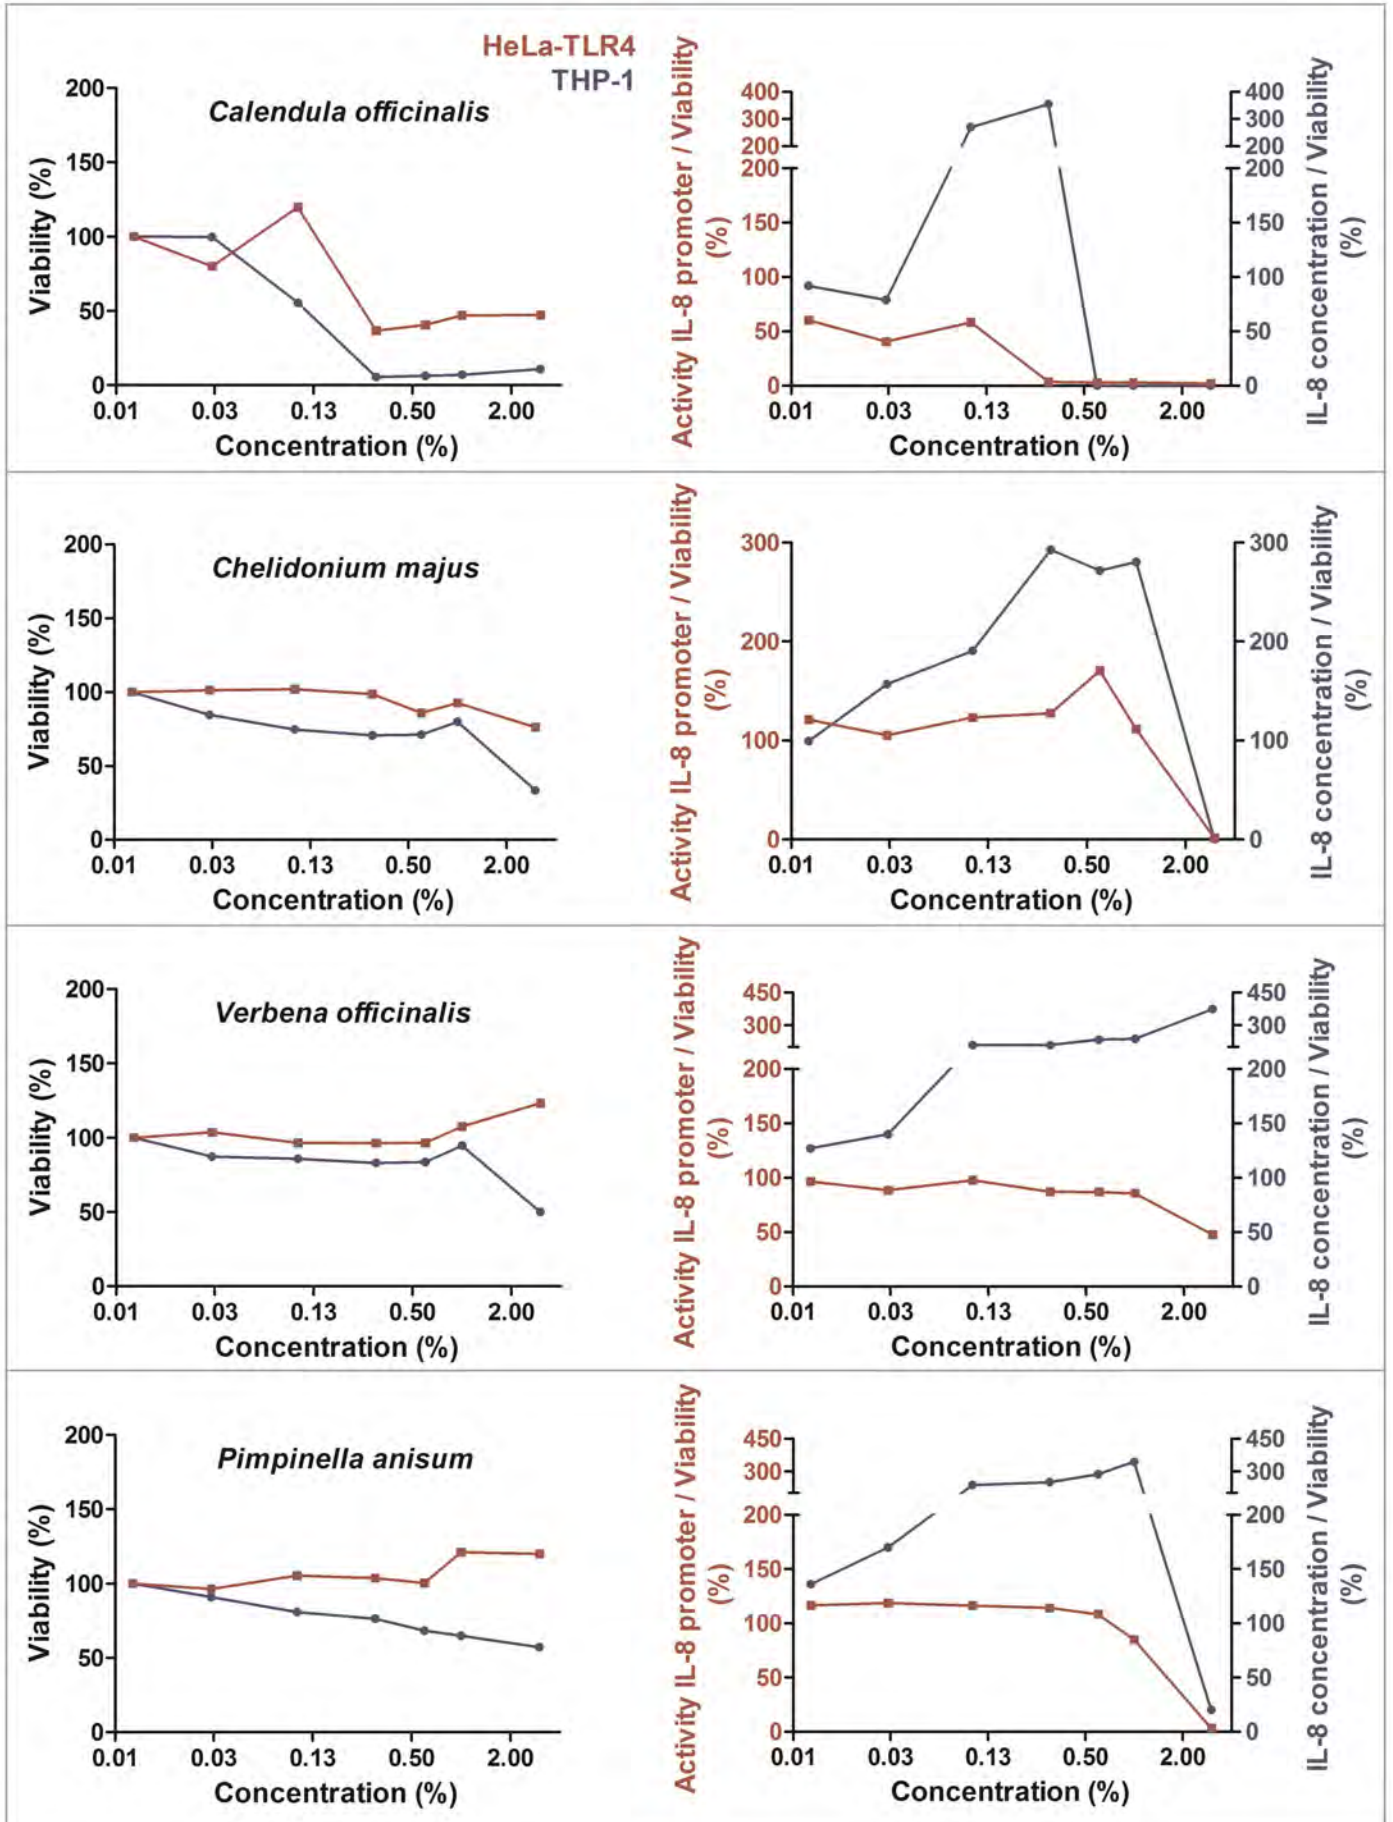 HeLa-TLR4
THP-1
Calendula officinalis
Viability (%)
200
150
100
50
0
0.01 0.03 0.13 0.50 2.00
Concentration (%)
Activity IL-8 promoter / Viability
(%)
400
300
200
200
150
100
50
0
0.01 0.03 0.13 0.50 2.00
Concentration (%)
400
300
200
200
150
100
50
0
IL-8 concentration / Viability
(%)
Chelidonium majus
Viability (%)
200
150
100
50
0
0.01 0.03 0.13 0.50 2.00
Concentration (%)
Activity IL-8 promoter / Viability
(%)
300
200
100
0
0.01 0.03 0.13 0.50 2.00
Concentration (%)
300
200
100
0
IL-8 concentration / Viability
(%)
Verbena officinalis
Viability (%)
200
150
100
50
0
0.01 0.03 0.13 0.50 2.00
Concentration (%)
Activity IL-8 promoter / Viability
(%)
450
300
200
150
100
50
0
0.01 0.03 0.13 0.50 2.00
Concentration (%)
450
300
200
150
100
50
0
IL-8 concentration / Viability
(%)
Pimpinella anisum
Viability (%)
200
150
100
50
0
0.01 0.03 0.13 0.50 2.00
Concentration (%)
Activity IL-8 promoter / Viability
(%)
450
300
200
150
100
50
0
0.01 0.03 0.13 0.50 2.00
Concentration (%)
450
300
200
150
100
50
0
IL-8 concentration / Viability
(%)